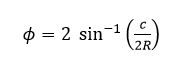 ϕ = 2 sin⁻¹ (c/2R)